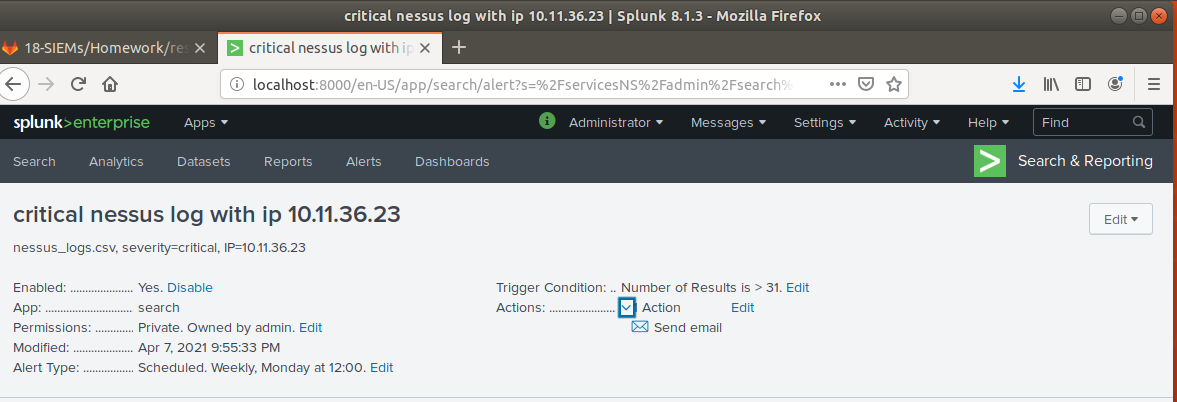 critical nessus log with ip 10.11.36.23 | Splunk 8.1.3 - Mozilla Firefox
18-SIEMs/Homework/res
critical nessus log with ip
localhost:8000/en-US/app/search/alert?s=%2FservicesNS%2Fadmin%2Fsearch%
splunk>enterprise Apps Administrator Messages Settings Activity Help Find
Search Analytics Datasets Reports Alerts Dashboards Search & Reporting
critical nessus log with ip 10.11.36.23
Edit
nessus_logs.csv, severity=critical, IP=10.11.36.23
Enabled: ..................... Yes. Disable
App: ............................. search
Permissions: ............. Private. Owned by admin. Edit
Modified: .................... Apr 7, 2021 9:55:33 PM
Alert Type: ................. Scheduled. Weekly, Monday at 12:00. Edit
Trigger Condition: .. Number of Results is > 31. Edit
Actions: ...................... Action Edit
Send email